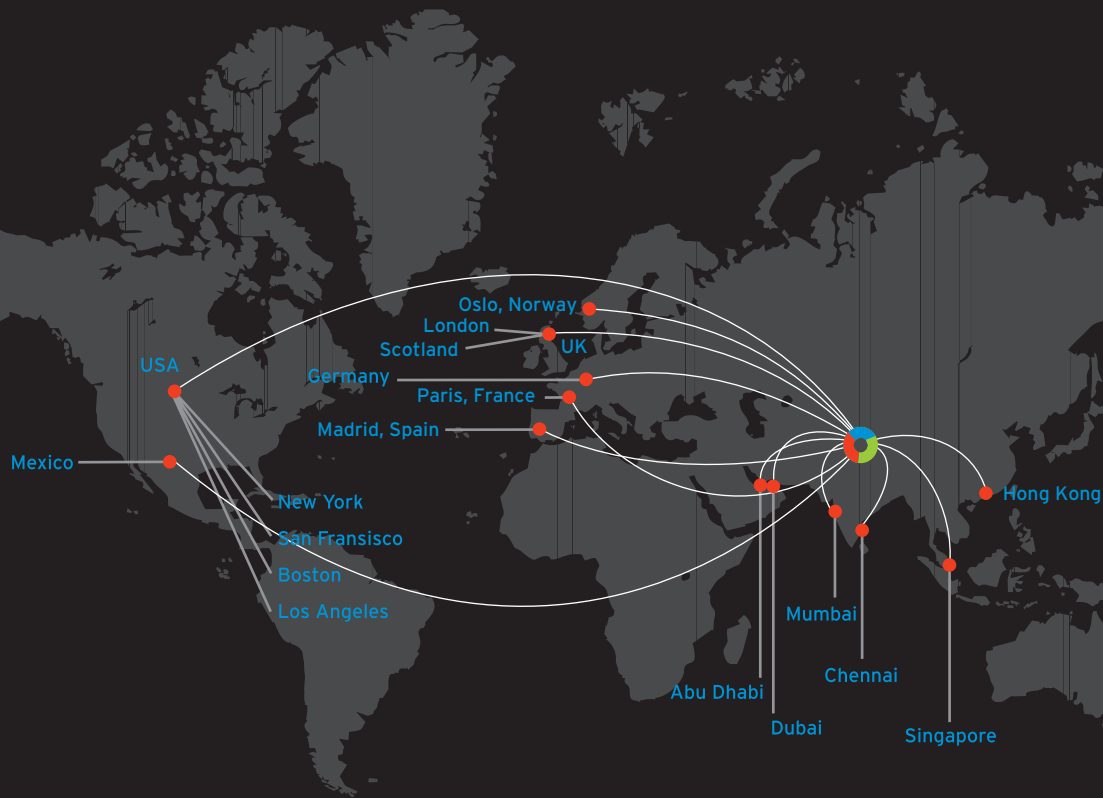 Oslo, Norway
London
UK
Scotland
USA
Germany
Paris, France
Madrid, Spain
Mexico
Hong Kong
New York
San Fransisco
Boston
Los Angeles
Mumbai
Chennai
Abu Dhabi
Dubai
Singapore